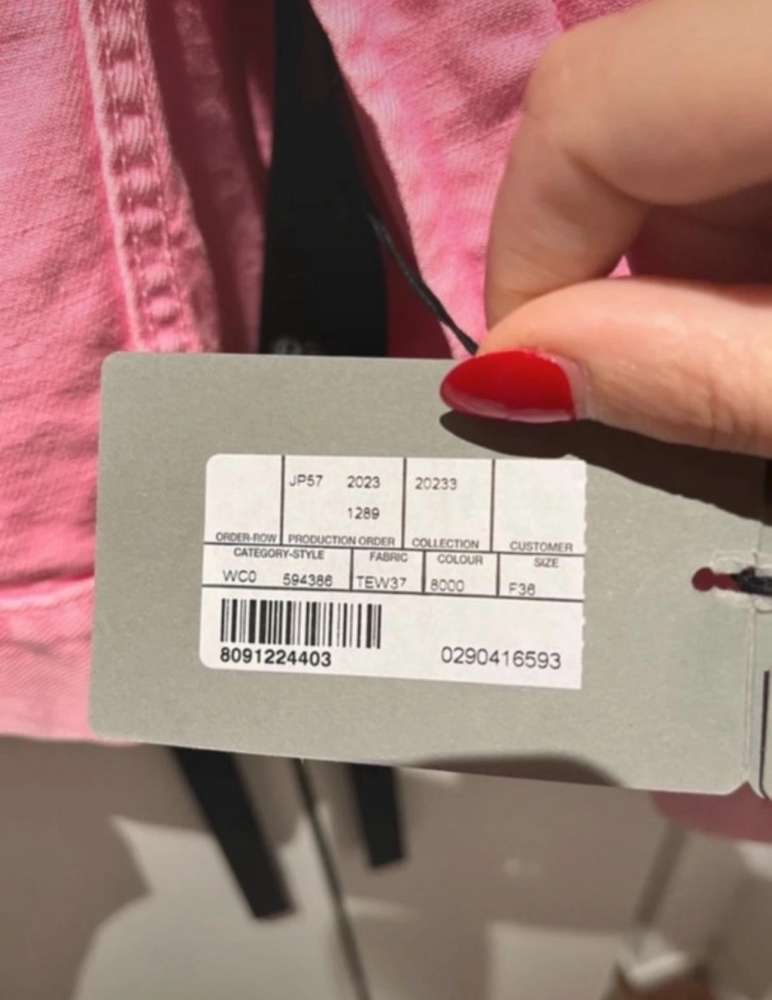 JP57 2023 20233
1289
ORDER-ROW PRODUCTION ORDER COLLECTION CUSTOMER
CATEGORY-STYLE FABRIC COLOUR SIZE
WC0 594386 TEW37 8000 F36
8091224403 0290416593